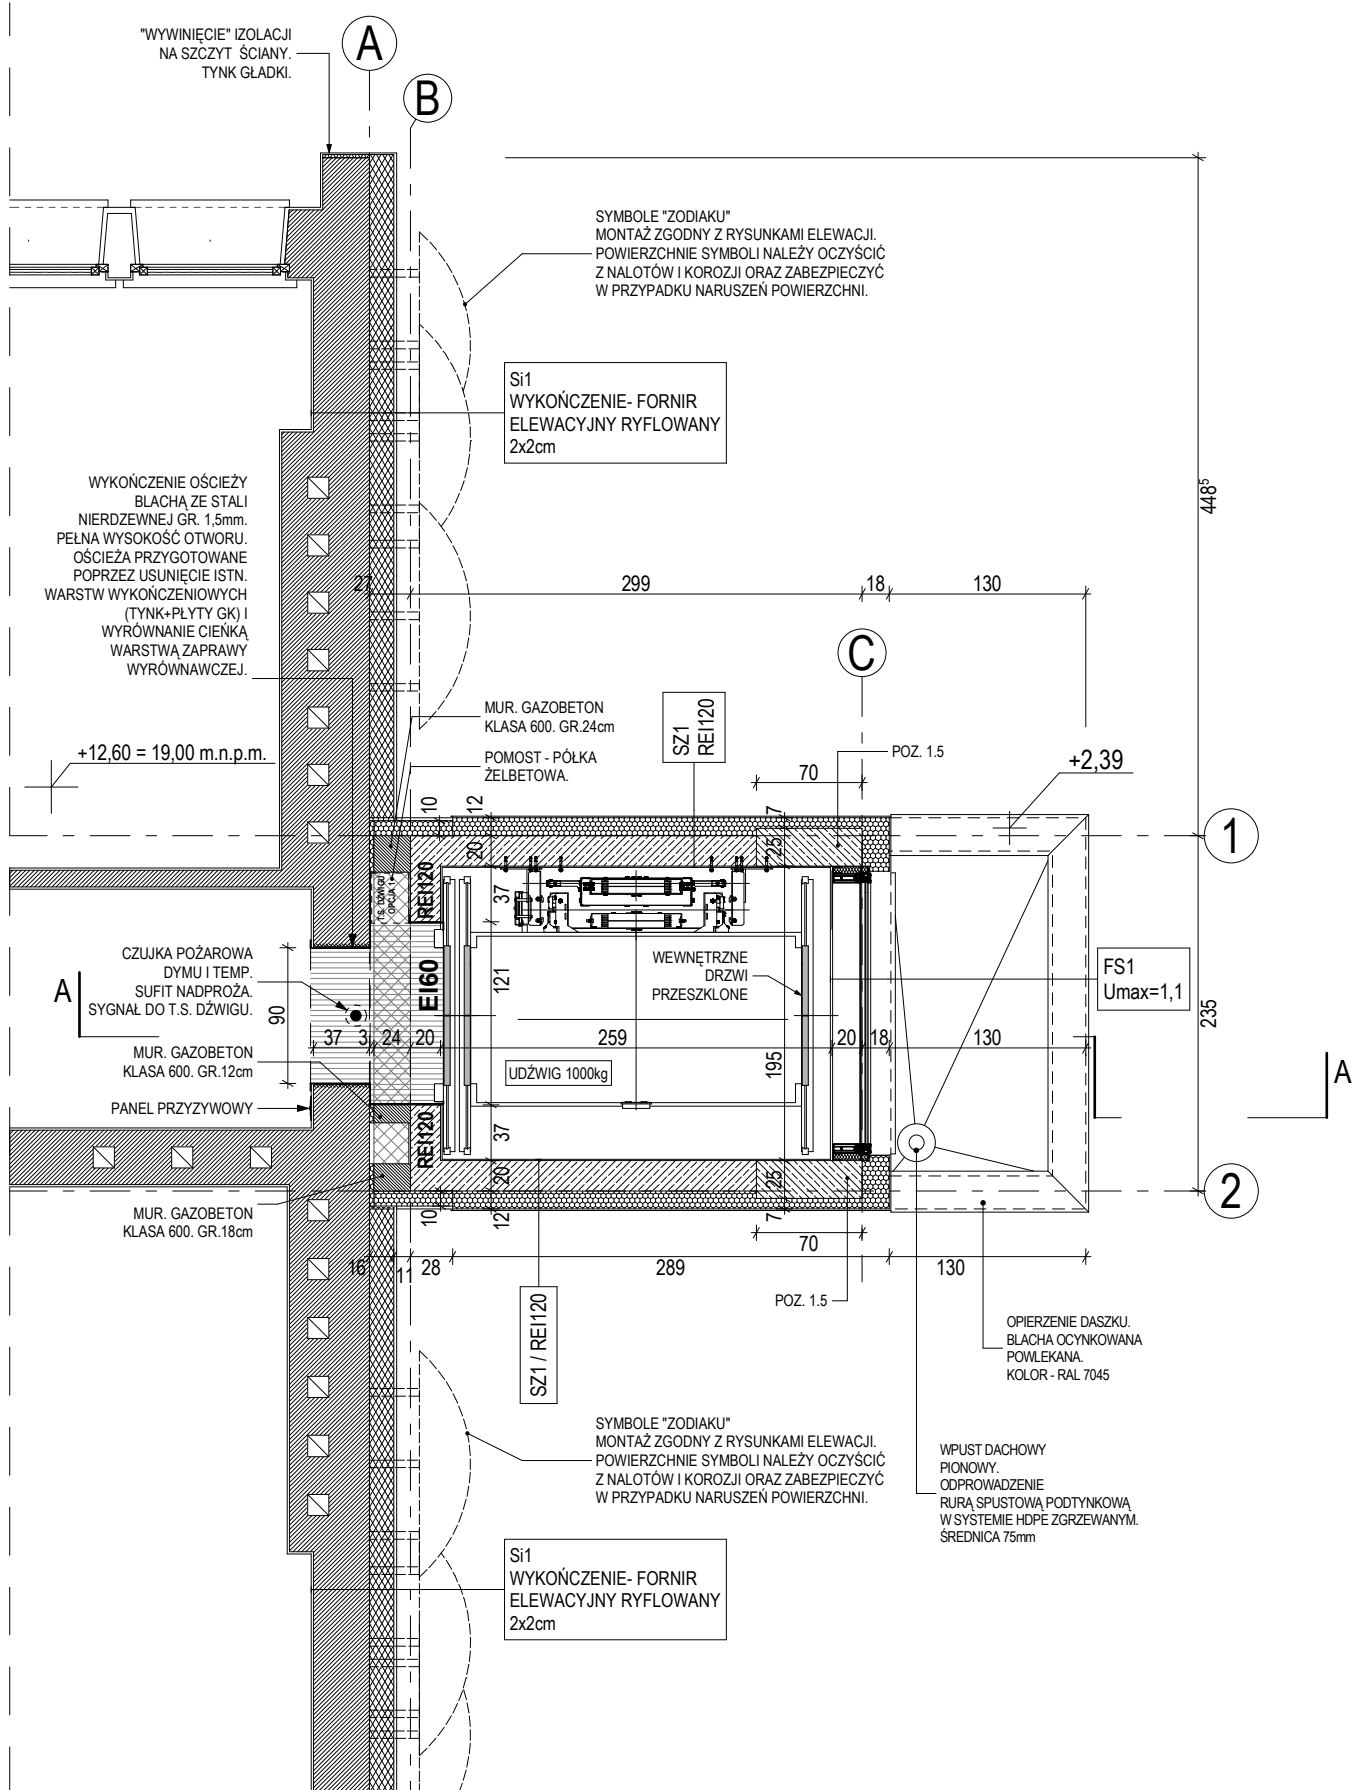 "WYWINIĘCIE" IZOLACJI
NA SZCZYT ŚCIANY.
TYNK GŁADKI.
A
B
SYMBOLE "ZODIAKU"
MONTAŻ ZGODNY Z RYSUNKAMI ELEWACJI.
POWIERZCHNIE SYMBOLI NALEŻY OCZYŚCIĆ
Z NALOTÓW I KOROZJI ORAZ ZABEZPIECZYĆ
W PRZYPADKU NARUSZEŃ POWIERZCHNI.
Si1
WYKOŃCZENIE- FORNIR
ELEWACYJNY RYFLOWANY
2x2cm
WYKOŃCZENIE OŚCIEŻY
BLACHĄ ZE STALI
NIERDZEWNEJ GR. 1,5mm.
PEŁNA WYSOKOŚĆ OTWORU.
OŚCIEŻA PRZYGOTOWANE
POPRZEZ USUNIĘCIE ISTN.
WARSTW WYKOŃCZENIOWYCH
(TYNK+PŁYTY GK) I
WYRÓWNANIE CIEŃKĄ
WARSTWĄ ZAPRAWY
WYRÓWNAWCZEJ.
448⁵
27
299
18
130
C
MUR. GAZOBETON
KLASA 600. GR.24cm
POMOST - PÓŁKA
ŻELBETOWA.
SZ1
REI120
POZ. 1.5
+12,60 = 19,00 m.n.p.m.
70
+2,39
10
12
7
1
20
25
T.S. DŹWIGU
OPCJA 1
REI120
37
CZUJKA POŻAROWA
DYMU I TEMP.
SUFIT NADPROŻA.
SYGNAŁ DO T.S. DŹWIGU.
A
90
EI60
121
WEWNĘTRZNE
DRZWI
PRZESZKLONE
FS1
Umax=1,1
235
37
3
24
20
259
20
18
130
195
UDŹWIG 1000kg
A
MUR. GAZOBETON
KLASA 600. GR.12cm
PANEL PRZYZYWOWY
REI120
37
20
25
2
MUR. GAZOBETON
KLASA 600. GR.18cm
10
12
7
70
16
11
28
289
130
SZ1 / REI120
POZ. 1.5
OPIERZENIE DASZKU.
BLACHA OCYNKOWANA
POWLEKANA.
KOLOR - RAL 7045
SYMBOLE "ZODIAKU"
MONTAŻ ZGODNY Z RYSUNKAMI ELEWACJI.
POWIERZCHNIE SYMBOLI NALEŻY OCZYŚCIĆ
Z NALOTÓW I KOROZJI ORAZ ZABEZPIECZYĆ
W PRZYPADKU NARUSZEŃ POWIERZCHNI.
WPUST DACHOWY
PIONOWY.
ODPROWADZENIE
RURĄ SPUSTOWĄ PODTYNKOWĄ
W SYSTEMIE HDPE ZGRZEWANYM.
ŚREDNICA 75mm
Si1
WYKOŃCZENIE- FORNIR
ELEWACYJNY RYFLOWANY
2x2cm